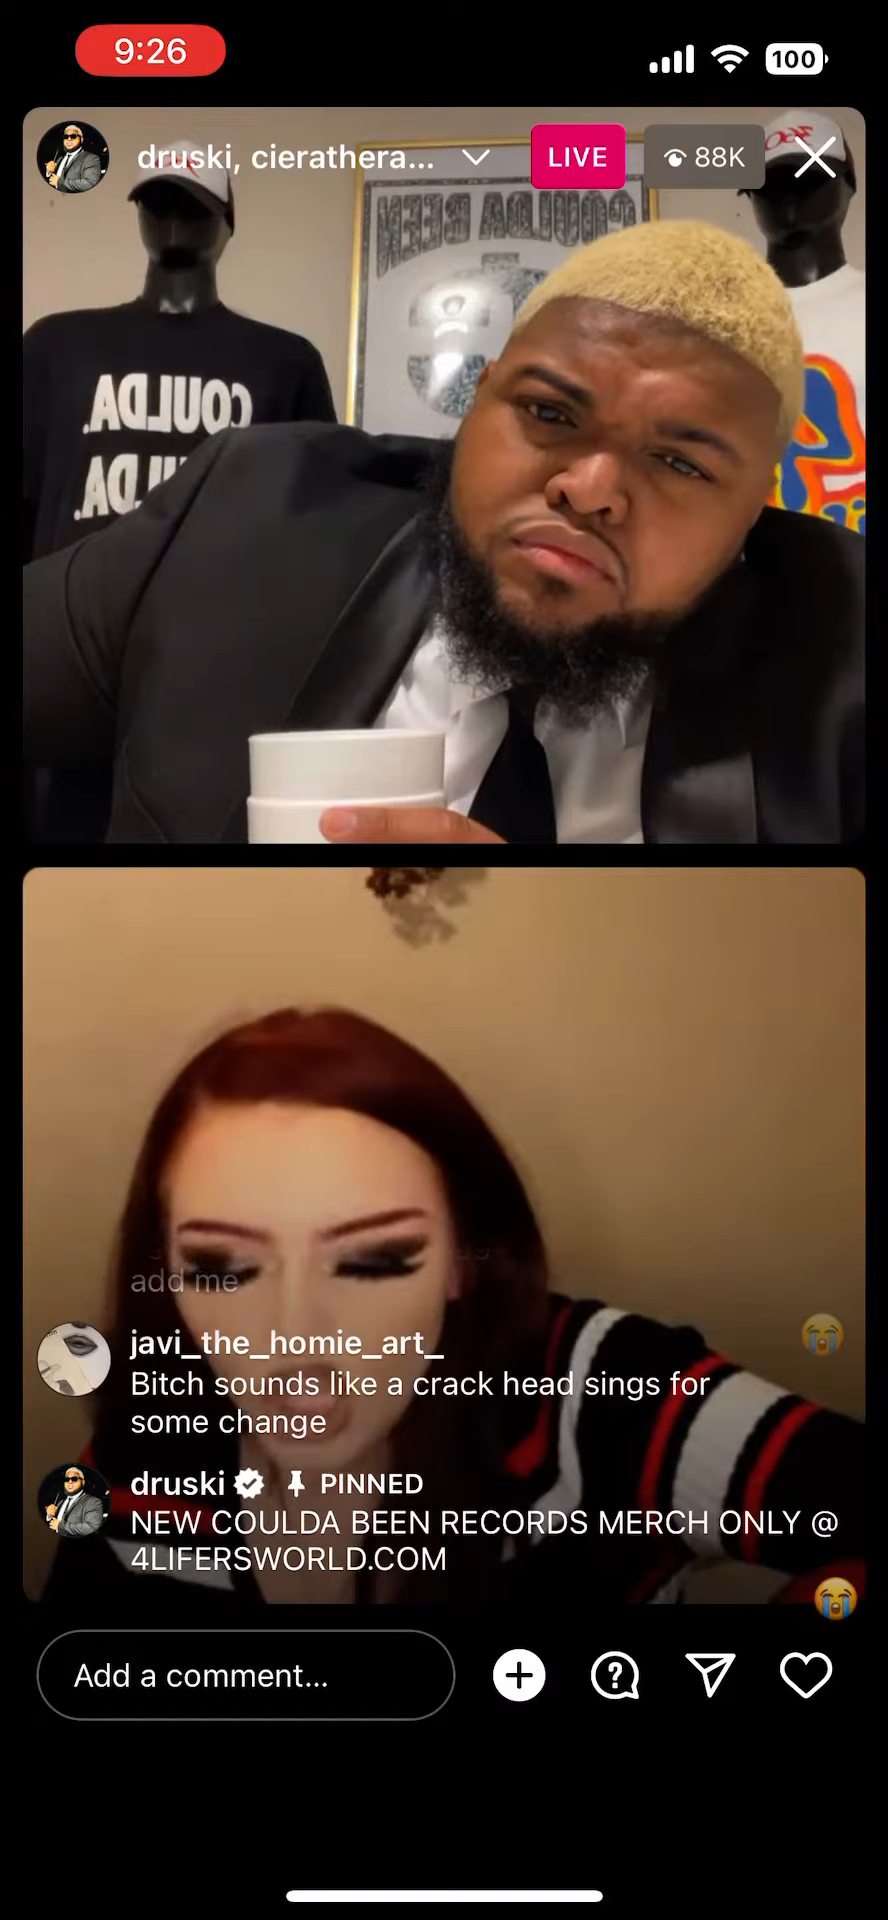 9:26
100
druski, cierathera...
LIVE
88K
COULDA BEEN
COULDA.
add me
javi_the_homie_art_
Bitch sounds like a crack head sings for
some change
druski PINNED
NEW COULDA BEEN RECORDS MERCH ONLY @
4LIFERSWORLD.COM
Add a comment...